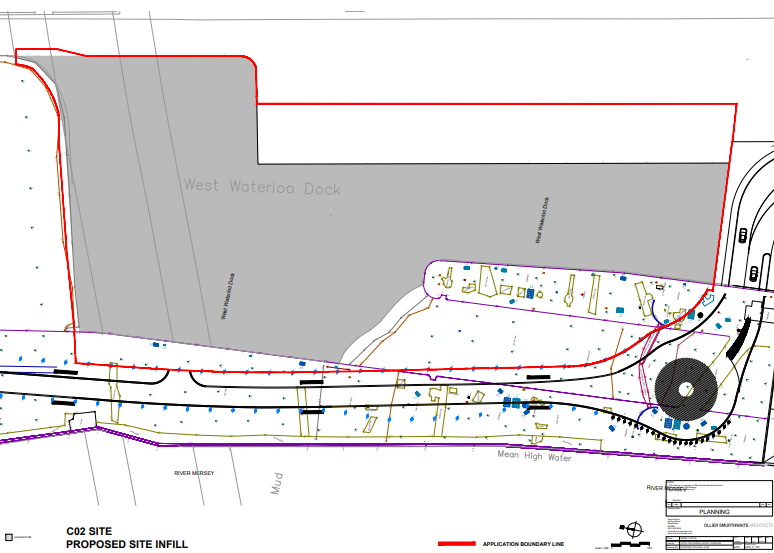 West Waterloo Dock
West Waterloo Dock
West Waterloo Dock
Mean High Water
RIVER MERSEY
Mud
RIVER MERSEY
PLANNING
OLLIER SMURTHWAITE ARCHITECTS
C02 SITE
PROPOSED SITE INFILL
APPLICATION BOUNDARY LINE